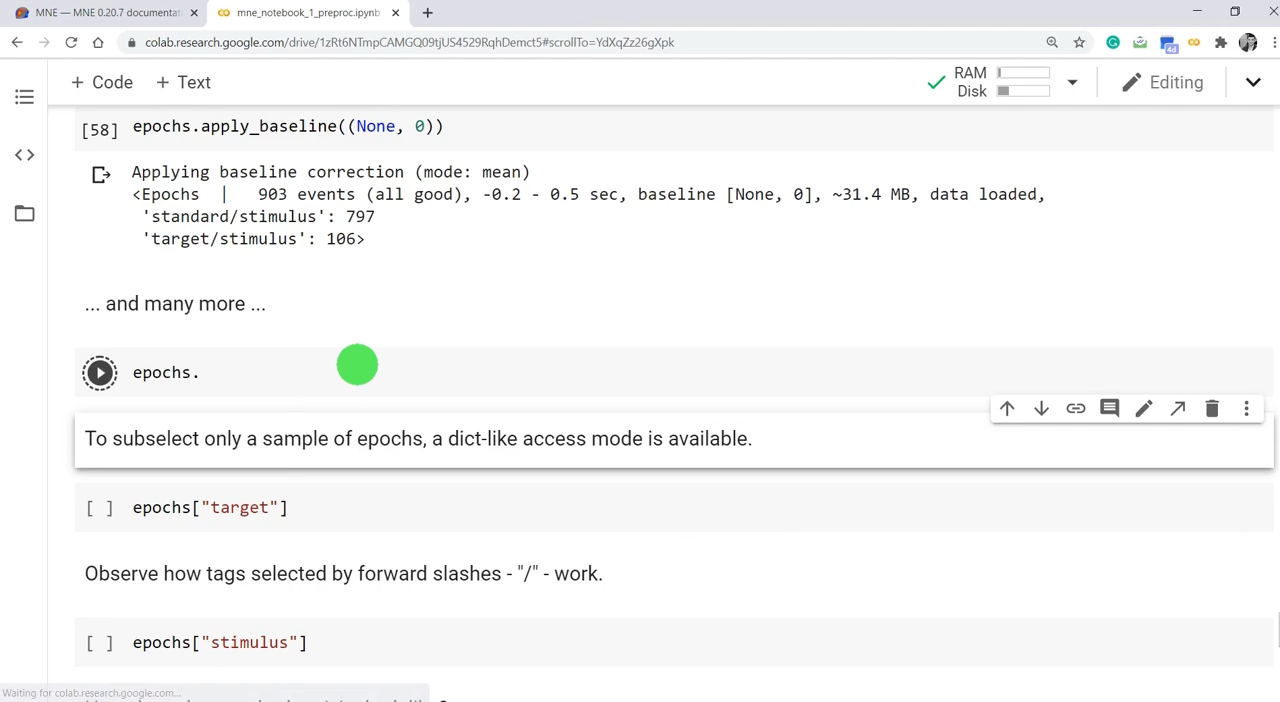 MNE — MNE 0.20.7 documentati
mne_notebook_1_preproc.ipynb
colab.research.google.com/drive/1zRt6NTmpCAMGQ09tiUS4529RqhDemct5#scrollTo=YdXqZz26gXpk
4d
+ Code + Text
RAM
Disk
Editing
[58] epochs.apply_baseline((None, 0))
Applying baseline correction (mode: mean)
<Epochs | 903 events (all good), -0.2 - 0.5 sec, baseline [None, 0], ~31.4 MB, data loaded,
'standard/stimulus': 797
'target/stimulus': 106>
... and many more ...
epochs.
To subselect only a sample of epochs, a dict-like access mode is available.
[ ] epochs["target"]
Observe how tags selected by forward slashes - "/" - work.
[ ] epochs["stimulus"]
Waiting for colab.research.google.com...